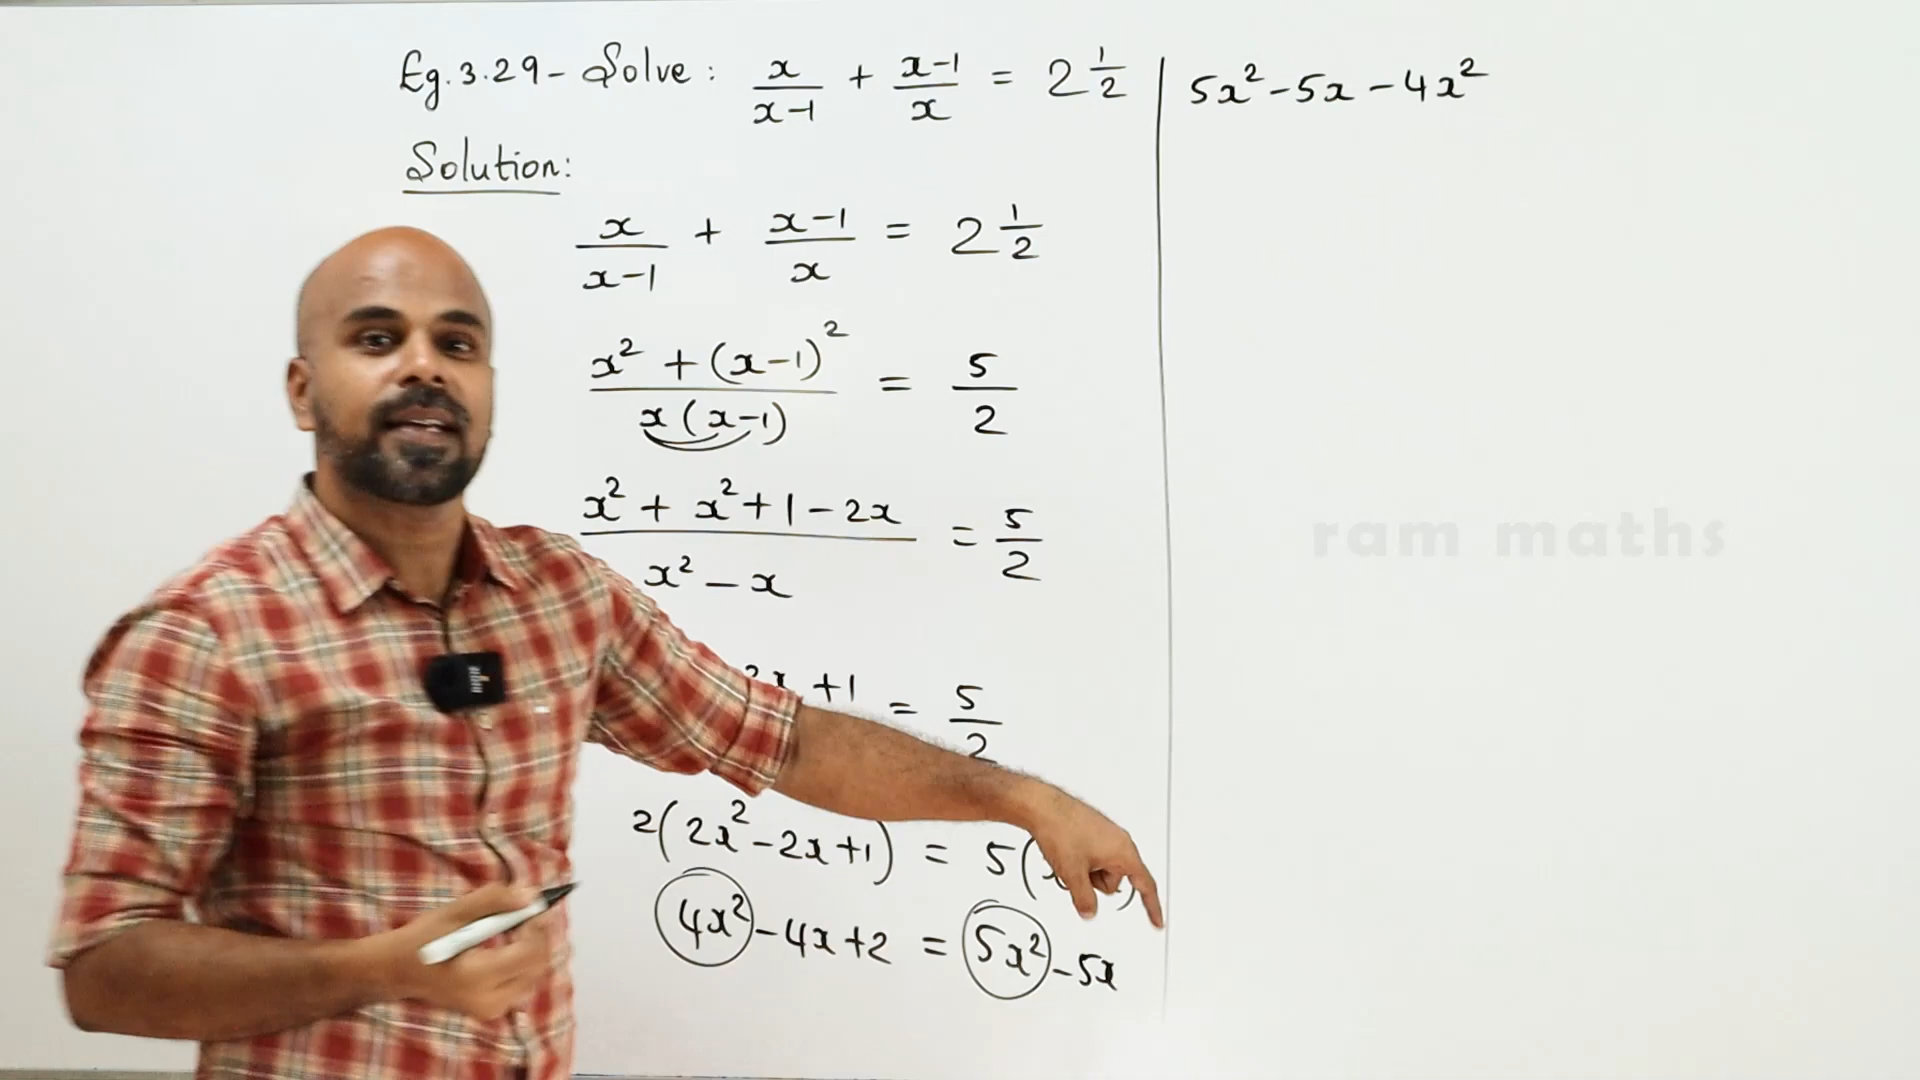 Eg.3.29- Solve: x/(x-1) + (x-1)/x = 2 1/2
Solution:
x/(x-1) + (x-1)/x = 2 1/2
(x² + (x-1)²)/(x(x-1)) = 5/2
(x² + x² + 1 - 2x)/(x² - x) = 5/2
+1 = 5/2
2(2x² - 2x + 1) = 5(
4x² - 4x + 2 = 5x² - 5x
5x² - 5x - 4x²
ram maths